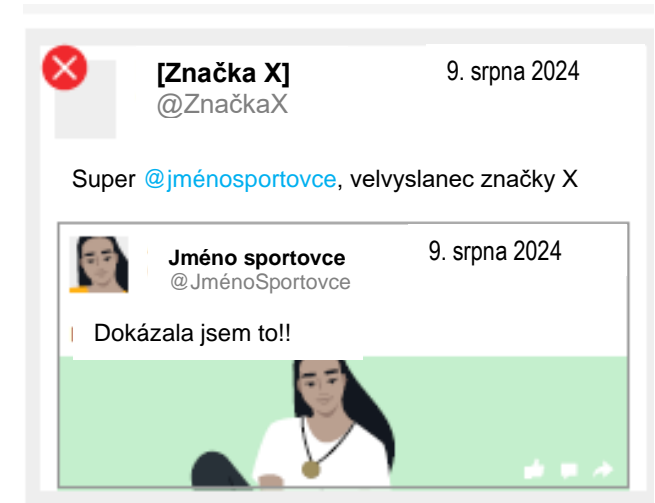 [Značka X]
9. srpna 2024
@ZnačkaX
Super @jménosportovce, velvyslanec značky X
Jméno sportovce
9. srpna 2024
@JménoSportovce
Dokázala jsem to!!